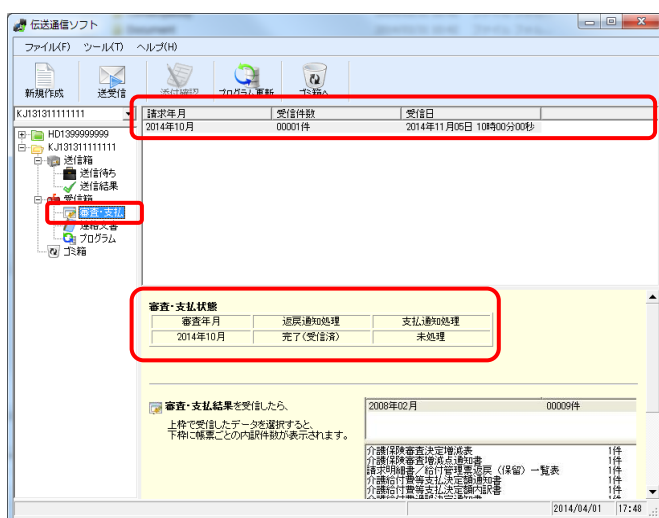 伝送通信ソフト
ファイル(F) ツール(T) ヘルプ(H)
新規作成 送受信 添付確認 プログラム更新 ゴミ箱へ
KJ131311111111
請求年月 受信件数 受信日
2014年10月 00001件 2014年11月05日 10時00分00秒
HD1399999999
KJ131311111111
送信箱
送信待ち
送信結果
受信箱
審査・支払
連絡文書
プログラム
ゴミ箱
審査・支払状態
審査年月 返戻通知処理 支払通知処理
2014年10月 完了(受信済) 未処理
審査・支払結果を受信したら、
上枠で受信したデータを選択すると、
下枠に帳票ごとの内訳件数が表示されます。
2008年02月 00009件
介護保険審査決定増減表 1件
介護保険審査増減点通知書 1件
請求明細書／給付管理票返戻（保留）一覧表 1件
介護給付費等支払決定額通知書 1件
介護給付費等支払決定額内訳書 1件
2014/04/01 17:48